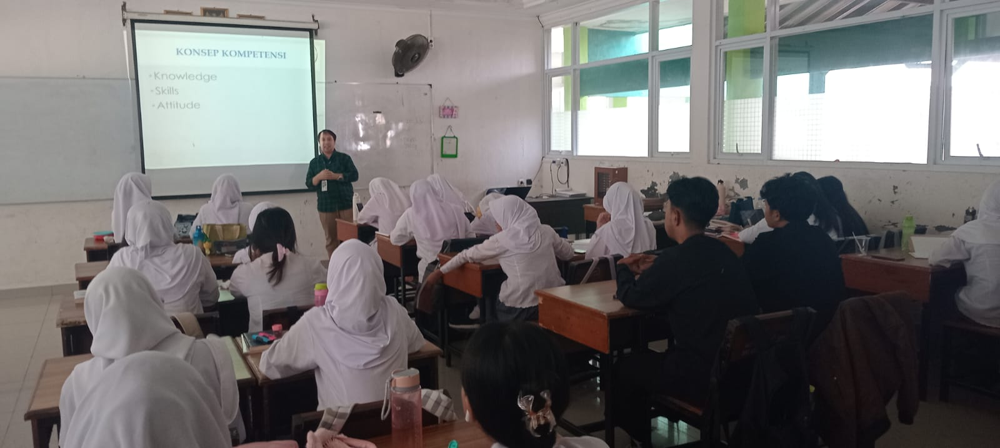 KONSEP KOMPETENSI
•Knowledge
•Skills
•Attitude